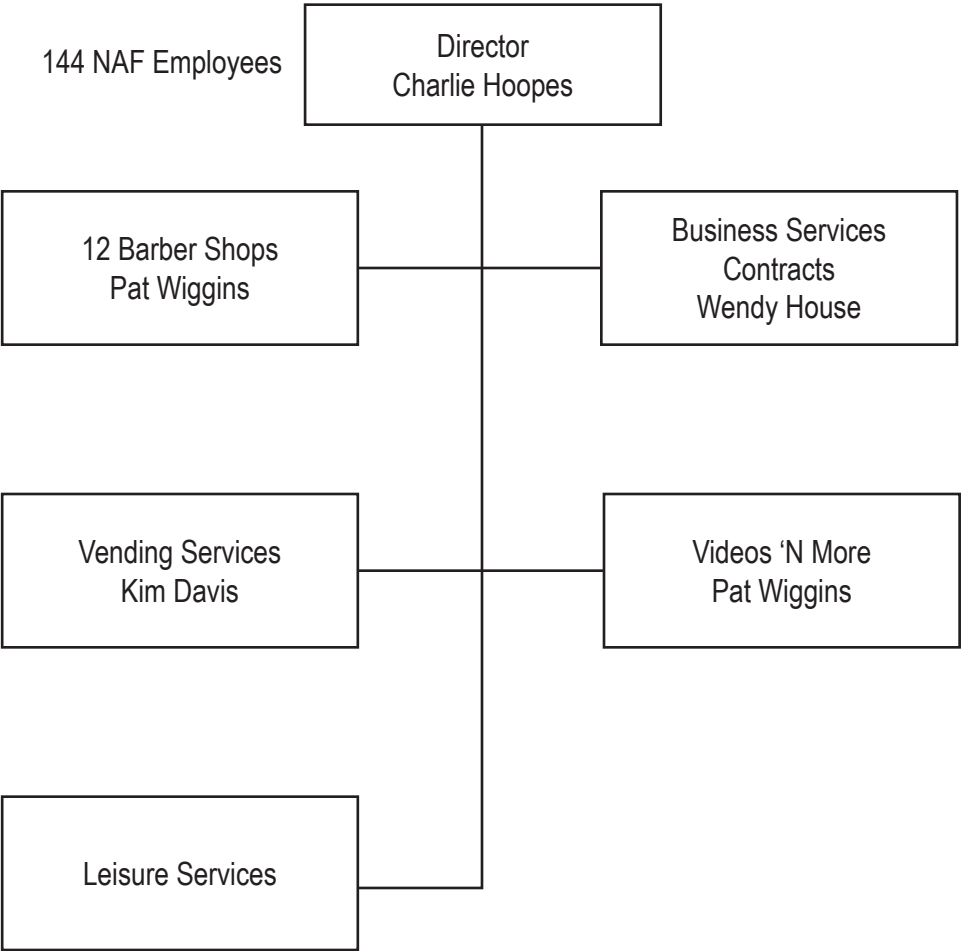 144 NAF Employees
Director
Charlie Hoopes
12 Barber Shops
Pat Wiggins
Business Services
Contracts
Wendy House
Vending Services
Kim Davis
Videos ‘N More
Pat Wiggins
Leisure Services